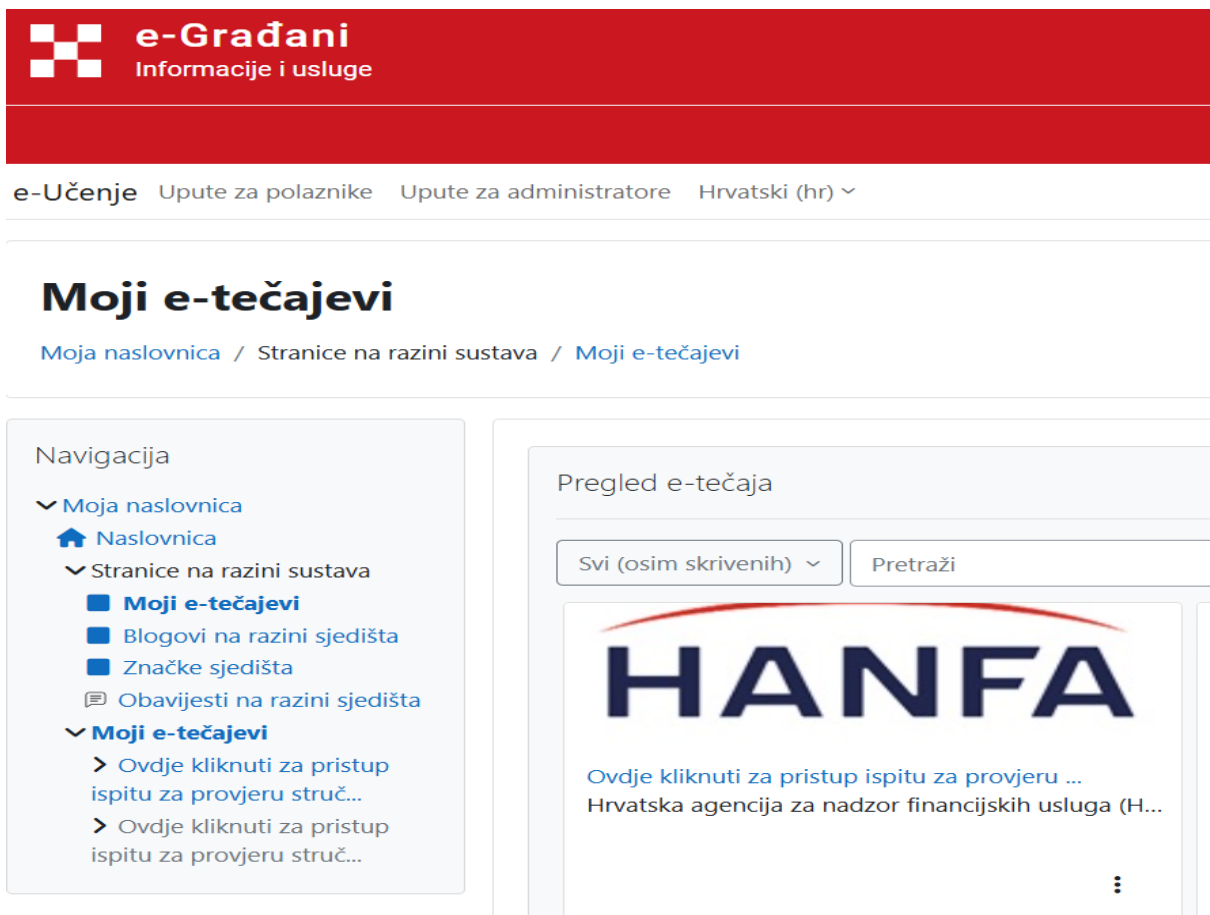 e-Građani
Informacije i usluge
e-Učenje Upute za polaznike Upute za administratore Hrvatski (hr)
Moji e-tečajevi
Moja naslovnica / Stranice na razini sustava / Moji e-tečajevi
Navigacija
Moja naslovnica
Naslovnica
Stranice na razini sustava
Moji e-tečajevi
Blogovi na razini sjedišta
Značke sjedišta
Obavijesti na razini sjedišta
Moji e-tečajevi
Ovdje kliknuti za pristup
ispitu za provjeru struč...
Ovdje kliknuti za pristup
ispitu za provjeru struč...
Pregled e-tečaja
Svi (osim skrivenih) Pretraži
HANFA
Ovdje kliknuti za pristup ispitu za provjeru ...
Hrvatska agencija za nadzor financijskih usluga (H...